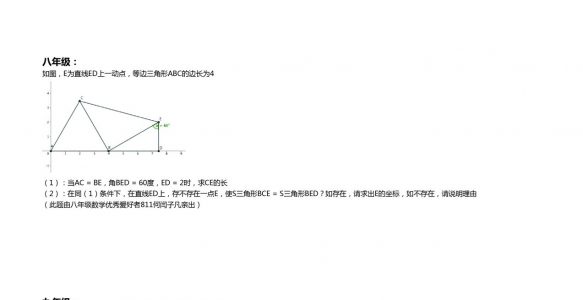 八年级：
如图，E为直线ED上一动点，等边三角形ABC的边长为4
（1）：当AC = BE，角BED = 60度，ED = 2时，求CE的长
（2）：在同（1）条件下，在直线ED上，存不存在一点E，使S三角形BCE = S三角形BED？如存在，请求出E的坐标，如不存在，请说明理由
（此题由八年级数学优秀爱好者811何闫子凡亲出）